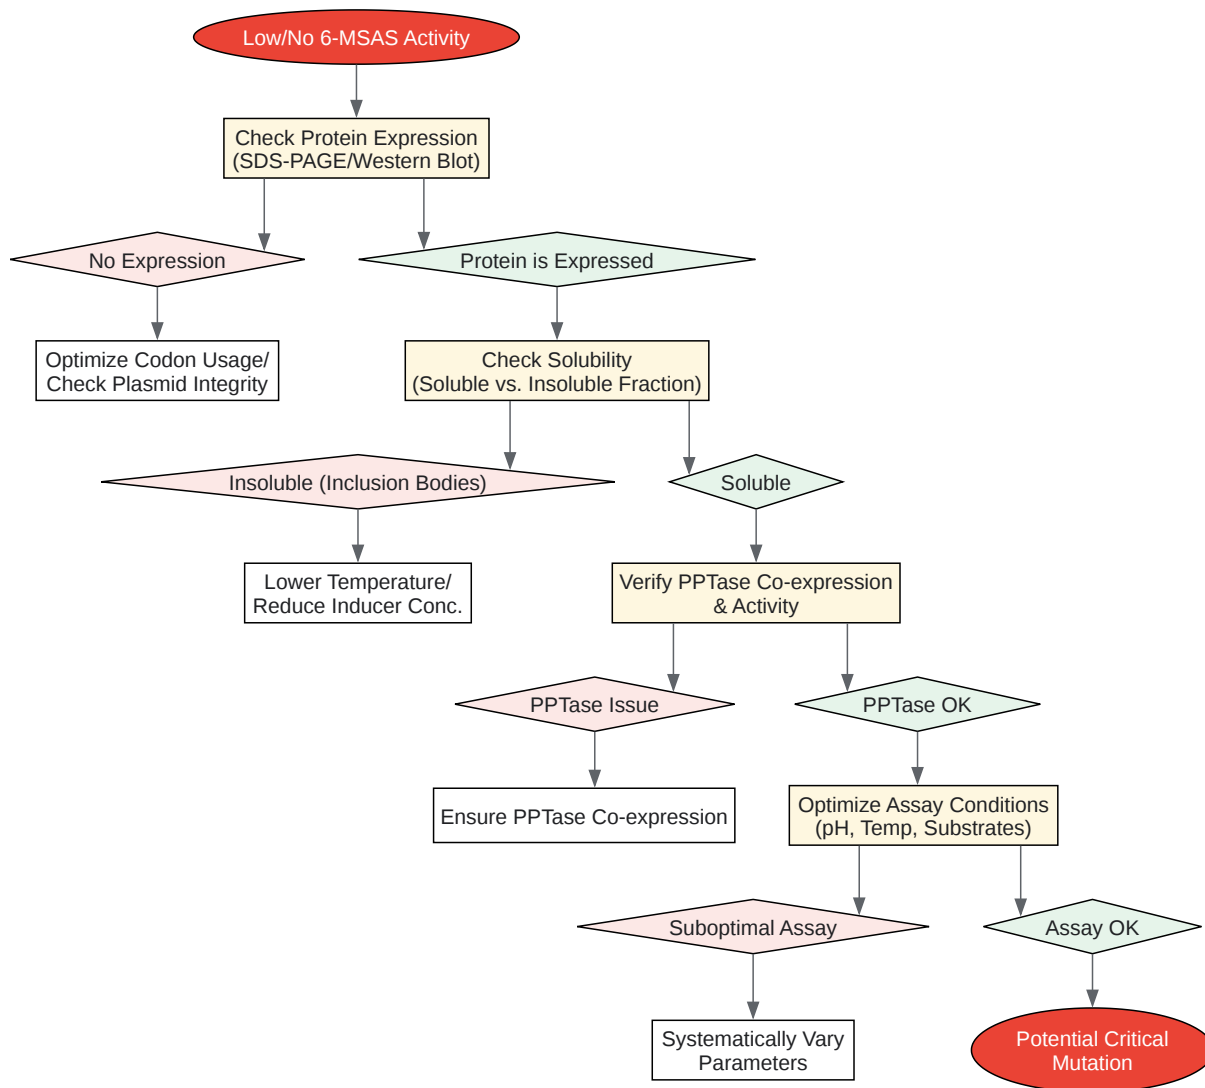 Low/No 6-MSAS Activity
Check Protein Expression
(SDS-PAGE/Western Blot)
No Expression
Protein is Expressed
Optimize Codon Usage/
Check Plasmid Integrity
Check Solubility
(Soluble vs. Insoluble Fraction)
Insoluble (Inclusion Bodies)
Soluble
Lower Temperature/
Reduce Inducer Conc.
Verify PPTase Co-expression
& Activity
PPTase Issue
PPTase OK
Ensure PPTase Co-expression
Optimize Assay Conditions
(pH, Temp, Substrates)
Suboptimal Assay
Assay OK
Systematically Vary
Parameters
Potential Critical
Mutation